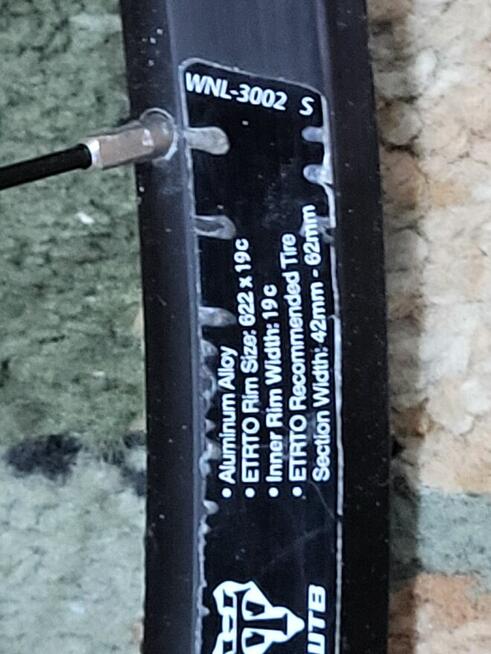 WNL-3002 S
• Aluminum Alloy
• ETRTO Rim Size: 622 x 19c
• Inner Rim Width: 19c
• ETRTO Recommended Tire
Section Width: 42mm - 62mm
WTB